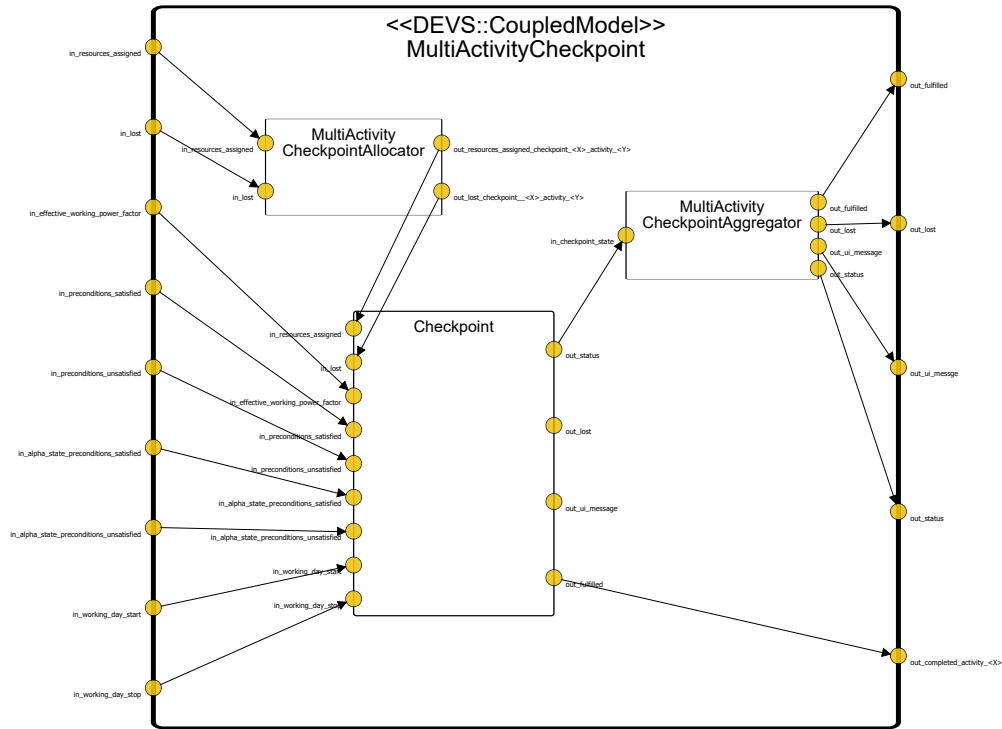 <<DEVS::CoupledModel>>
MultiActivityCheckpoint
in_resources_assigned
in_lost
in_effective_working_power_factor
in_preconditions_satisfied
in_preconditions_unsatisfied
in_alpha_state_preconditions_satisfied
in_alpha_state_preconditions_unsatisfied
in_working_day_start
in_working_day_stop
MultiActivity
CheckpointAllocator
in_resources_assigned
in_lost
out_resources_assigned_checkpoint_<X>_activity_<Y>
out_lost_checkpoint__<X>_activity_<Y>
Checkpoint
in_resources_assigned
in_lost
in_effective_working_power_factor
in_preconditions_satisfied
in_preconditions_unsatisfied
in_alpha_state_preconditions_satisfied
in_alpha_state_preconditions_unsatisfied
in_working_day_start
in_working_day_stop
out_status
out_lost
out_ui_message
out_fulfilled
MultiActivity
CheckpointAggregator
in_checkpoint_state
out_fulfilled
out_lost
out_ui_message
out_status
out_fulfilled
out_lost
out_ui_messge
out_status
out_completed_activity_<X>